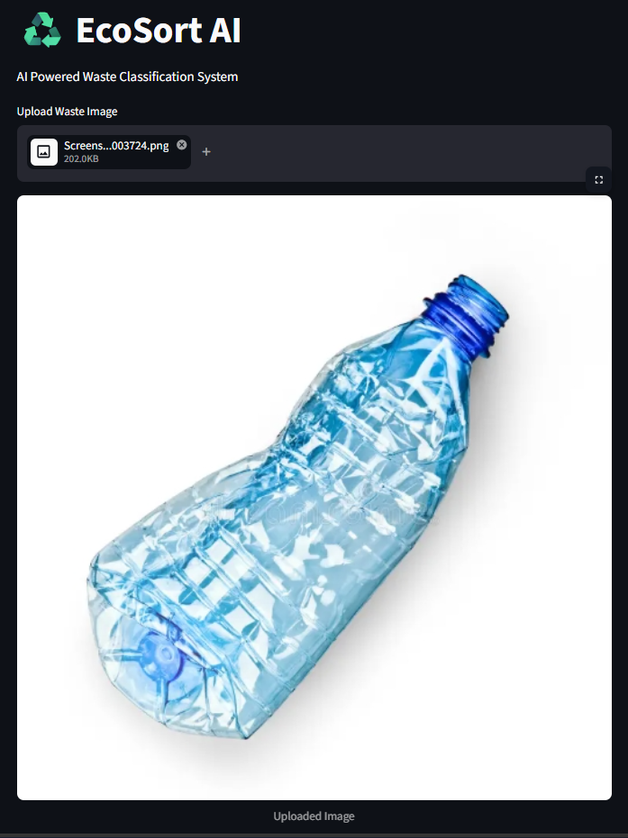 EcoSort AI
AI Powered Waste Classification System
Upload Waste Image
Screens...003724.png
202.0KB
Uploaded Image